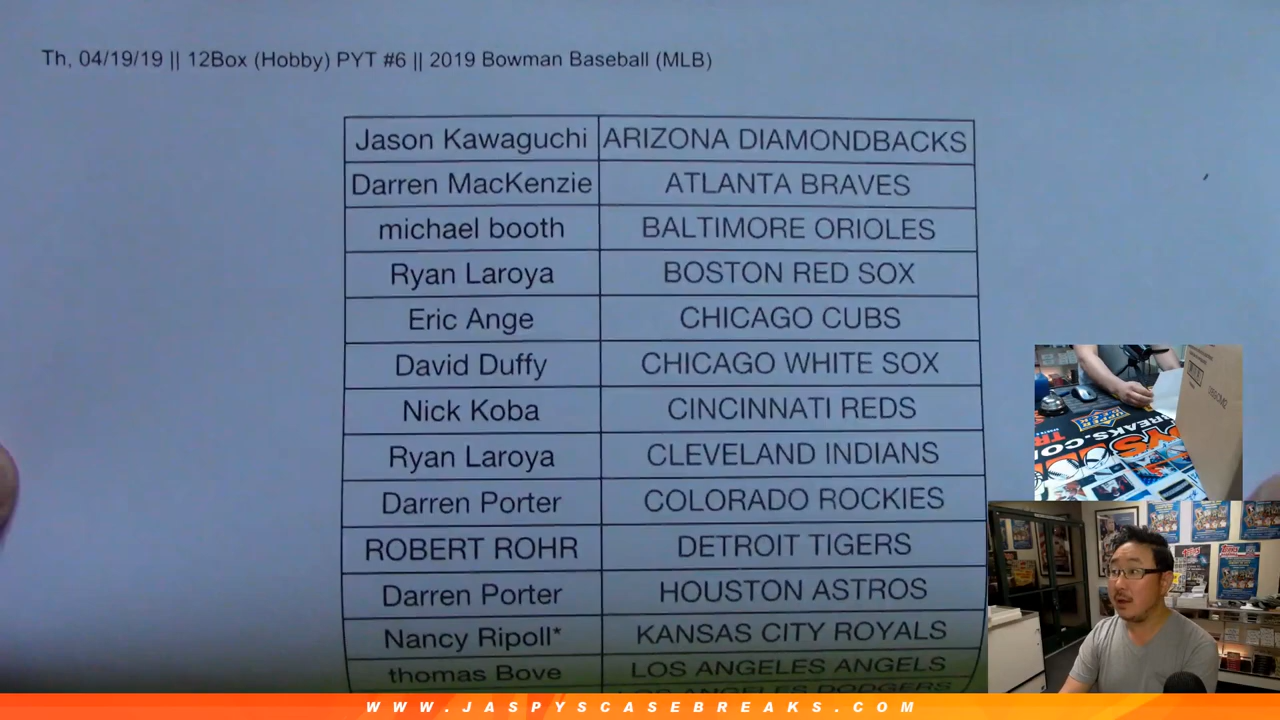 Th, 04/19/19 || 12Box (Hobby) PYT #6 || 2019 Bowman Baseball (MLB)
Jason Kawaguchi ARIZONA DIAMONDBACKS
Darren MacKenzie ATLANTA BRAVES
michael booth BALTIMORE ORIOLES
Ryan Laroya BOSTON RED SOX
Eric Ange CHICAGO CUBS
David Duffy CHICAGO WHITE SOX
Nick Koba CINCINNATI REDS
Ryan Laroya CLEVELAND INDIANS
Darren Porter COLORADO ROCKIES
ROBERT ROHR DETROIT TIGERS
Darren Porter HOUSTON ASTROS
Nancy Ripoll* KANSAS CITY ROYALS
thomas Bove LOS ANGELES ANGELS
LOS ANGELES DODGERS
WWW.JASPYSCASEBREAKS.COM